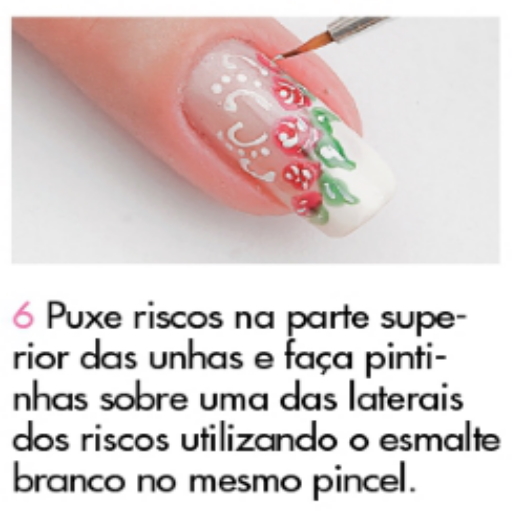 6 Puxe riscos na parte supe-
rior das unhas e faça pinti-
nhas sobre uma das laterais
dos riscos utilizando o esmalte
branco no mesmo pincel.